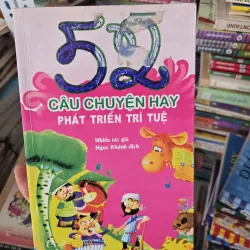 52
CÂU CHUYỆN HAY
PHÁT TRIỂN TRÍ TUỆ
Nhiều tác giả
Ngọc Khánh dịch